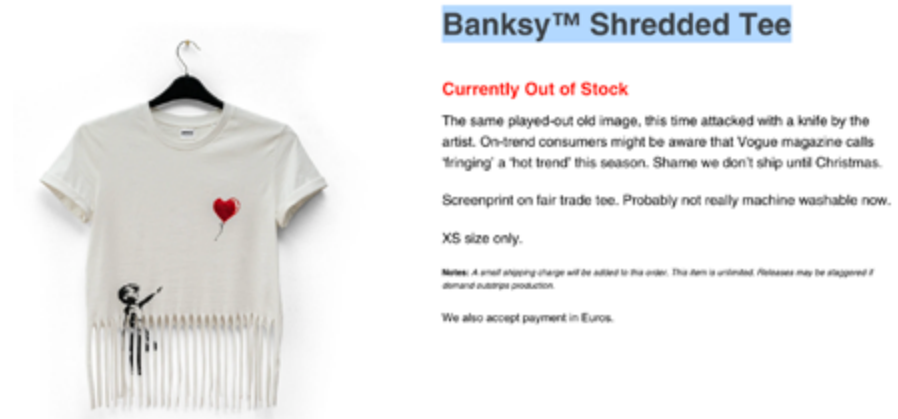 Banksy™ Shredded Tee
Currently Out of Stock
The same played-out old image, this time attacked with a knife by the
artist. On-trend consumers might be aware that Vogue magazine calls
'fringing' a 'hot trend' this season. Shame we don't ship until Christmas.
Screenprint on fair trade tee. Probably not really machine washable now.
XS size only.
Notes: A small shipping charge will be added to this order. This item is unlimited. Releases may be staggered if
demand outstrips production.
We also accept payment in Euros.